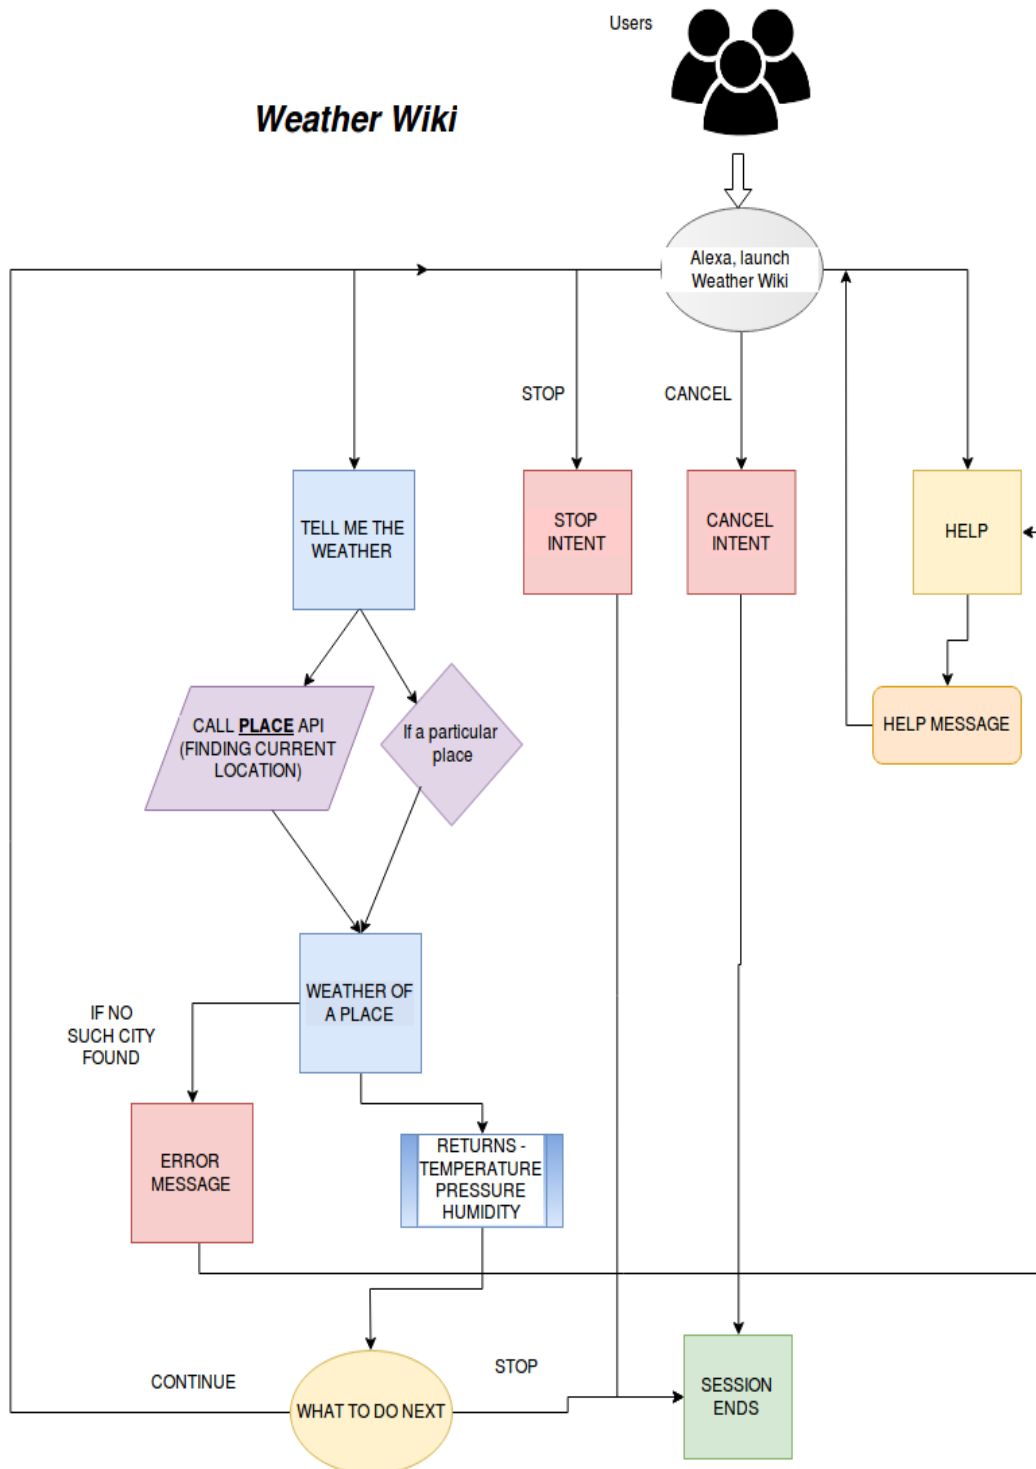 Users
Weather Wiki
Alexa, launch
Weather Wiki
STOP
CANCEL
TELL ME THE
WEATHER
STOP
INTENT
CANCEL
INTENT
HELP
CALL PLACE API
(FINDING CURRENT
LOCATION)
If a particular
place
HELP MESSAGE
WEATHER OF
A PLACE
IF NO
SUCH CITY
FOUND
ERROR
MESSAGE
RETURNS -
TEMPERATURE
PRESSURE
HUMIDITY
CONTINUE
STOP
WHAT TO DO NEXT
SESSION
ENDS